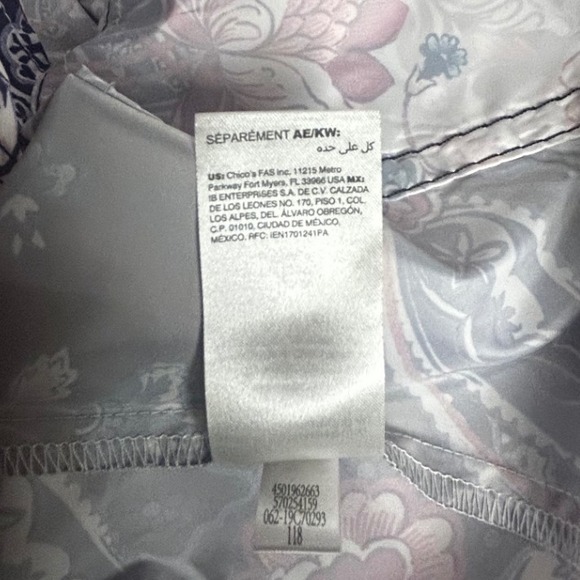 SÉPARÉMENT AE/KW:
كل على حده
US: Chico's FAS Inc. 11215 Metro
Parkway Fort Myers, FL 33966 USA MX:
IB ENTERPRISES S.A. DE C.V. CALZADA
DE LOS LEONES NO. 170, PISO 1, COL
LOS ALPES, DEL. ÁLVARO OBREGÓN,
C.P. 01010, CIUDAD DE MÉXICO,
MÉXICO. RFC: IEN1701241FA
4501962663
570254159
062-19C70293
118